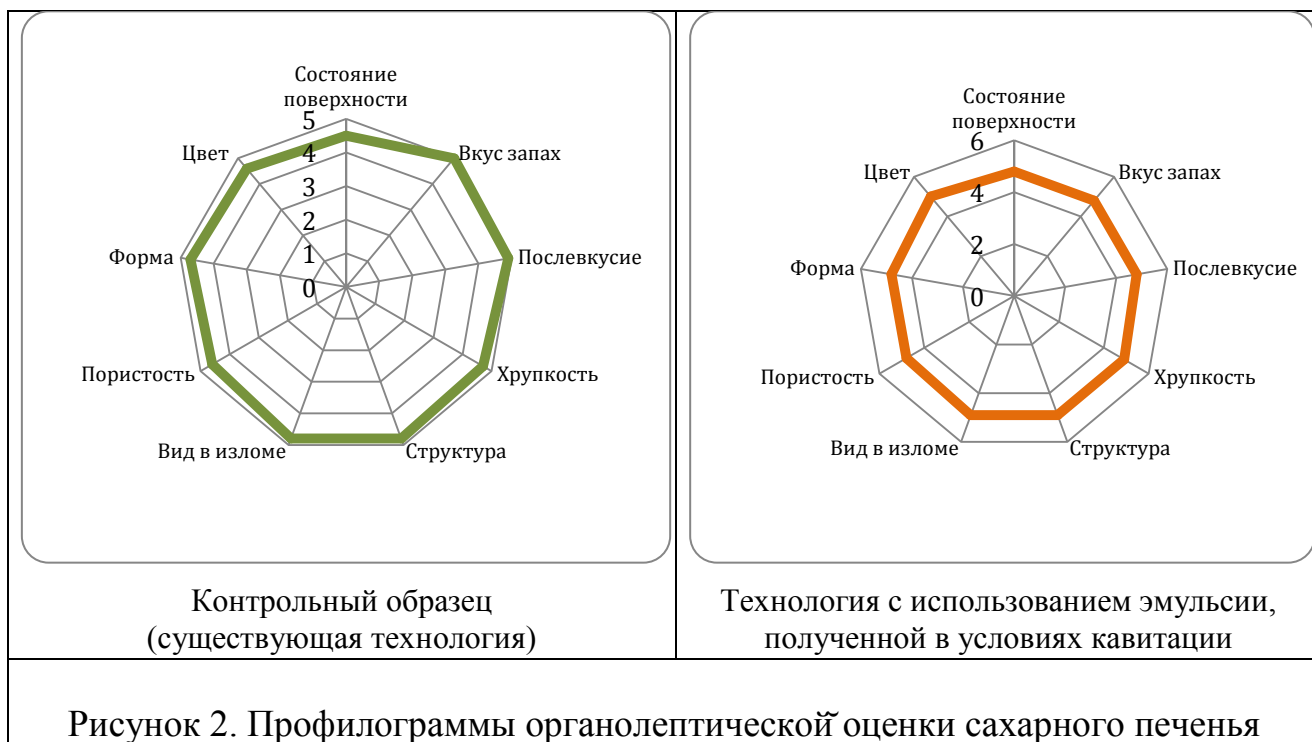 Состояние
поверхности
5
4
3
2
1
0
Вкус запах
Послевкусие
Хрупкость
Структура
Вид в изломе
Пористость
Форма
Цвет
Контрольный образец
(существующая технология)
Состояние
поверхности
6
4
2
0
Вкус запах
Послевкусие
Хрупкость
Структура
Вид в изломе
Пористость
Форма
Цвет
Технология с использованием эмульсии,
полученной в условиях кавитации
Рисунок 2. Профилограммы органолептической оценки сахарного печенья